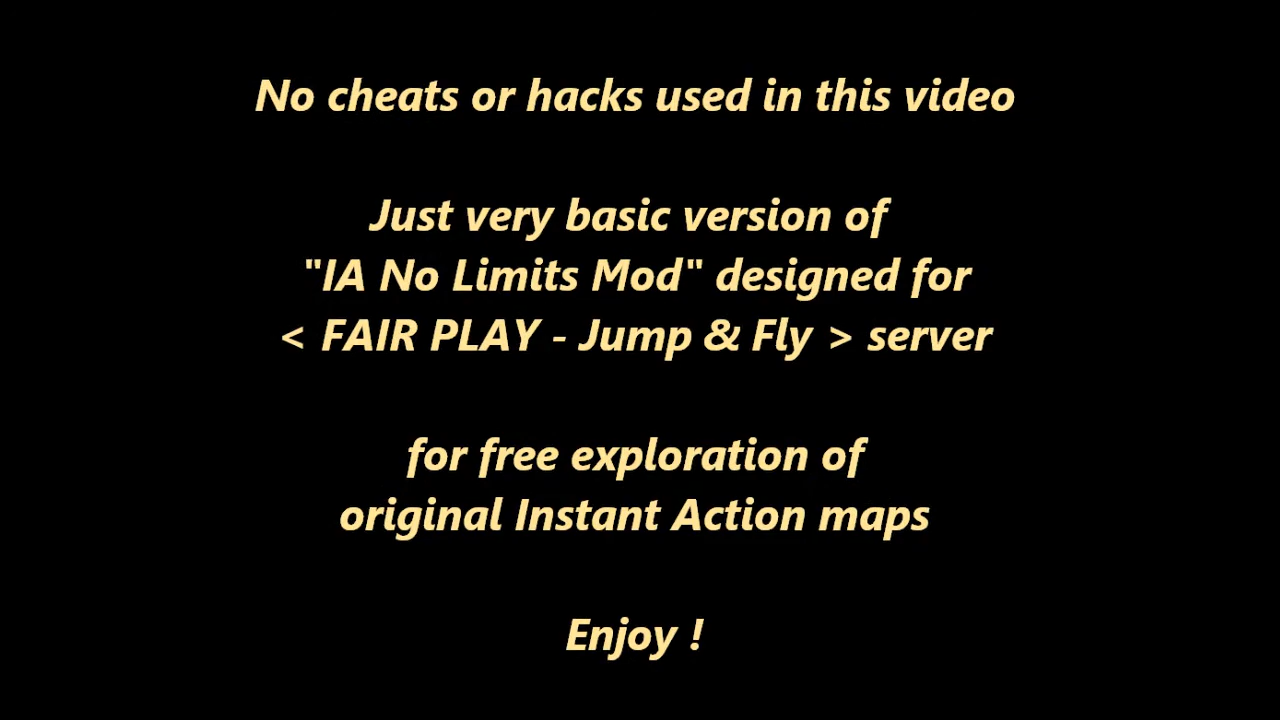 No cheats or hacks used in this video
Just very basic version of
"IA No Limits Mod" designed for
< FAIR PLAY - Jump & Fly > server
for free exploration of
original Instant Action maps
Enjoy !